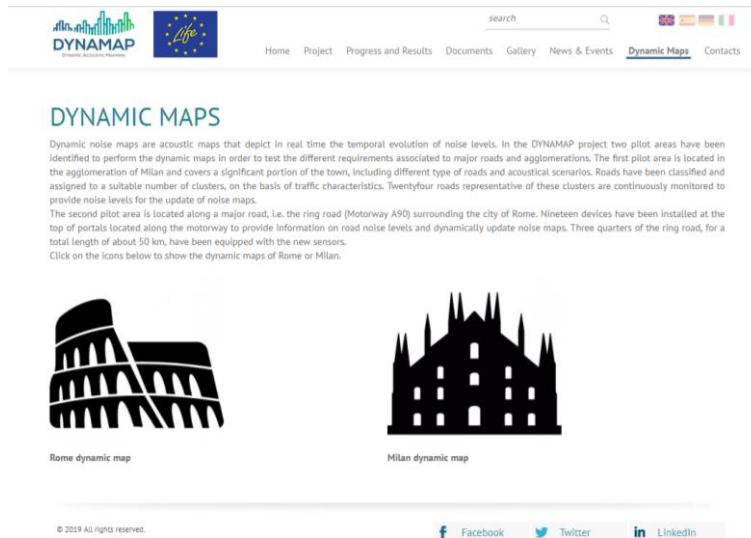 search
DYNAMAP
DYNAMIC ACOUSTIC MAPPING
Life
Home Project Progress and Results Documents Gallery News & Events Dynamic Maps Contacts
DYNAMIC MAPS
Dynamic noise maps are acoustic maps that depict in real time the temporal evolution of noise levels. In the DYNAMAP project two pilot areas have been
identified to perform the dynamic maps in order to test the different requirements associated to major roads and agglomerations. The first pilot area is located in
the agglomeration of Milan and covers a significant portion of the town, including different type of roads and acoustical scenarios. Roads have been classified and
assigned to a suitable number of clusters, on the basis of traffic characteristics. Twentyfour roads representative of these clusters are continuously monitored to
provide noise levels for the update of noise maps.
The second pilot area is located along a major road, i.e. the ring road (Motorway A90) surrounding the city of Rome. Nineteen devices have been installed at the
top of portals located along the motorway to provide information on road noise levels and dynamically update noise maps. Three quarters of the ring road, for a
total length of about 50 km, have been equipped with the new sensors.
Click on the icons below to show the dynamic maps of Rome or Milan.
Rome dynamic map Milan dynamic map
© 2019 All rights reserved.
Facebook Twitter LinkedIn